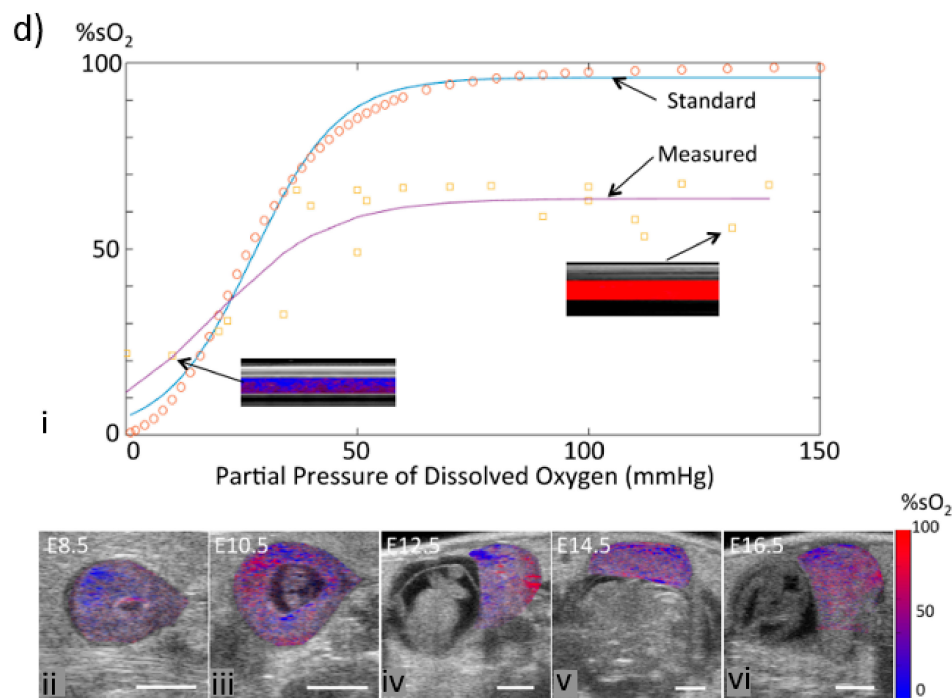 d)
%sO₂
100
Standard
Measured
50
i
0
0
50
100
150
Partial Pressure of Dissolved Oxygen (mmHg)
%sO₂
E8.5
E10.5
E12.5
E14.5
E16.5
100
50
0
ii
iii
iv
v
vi